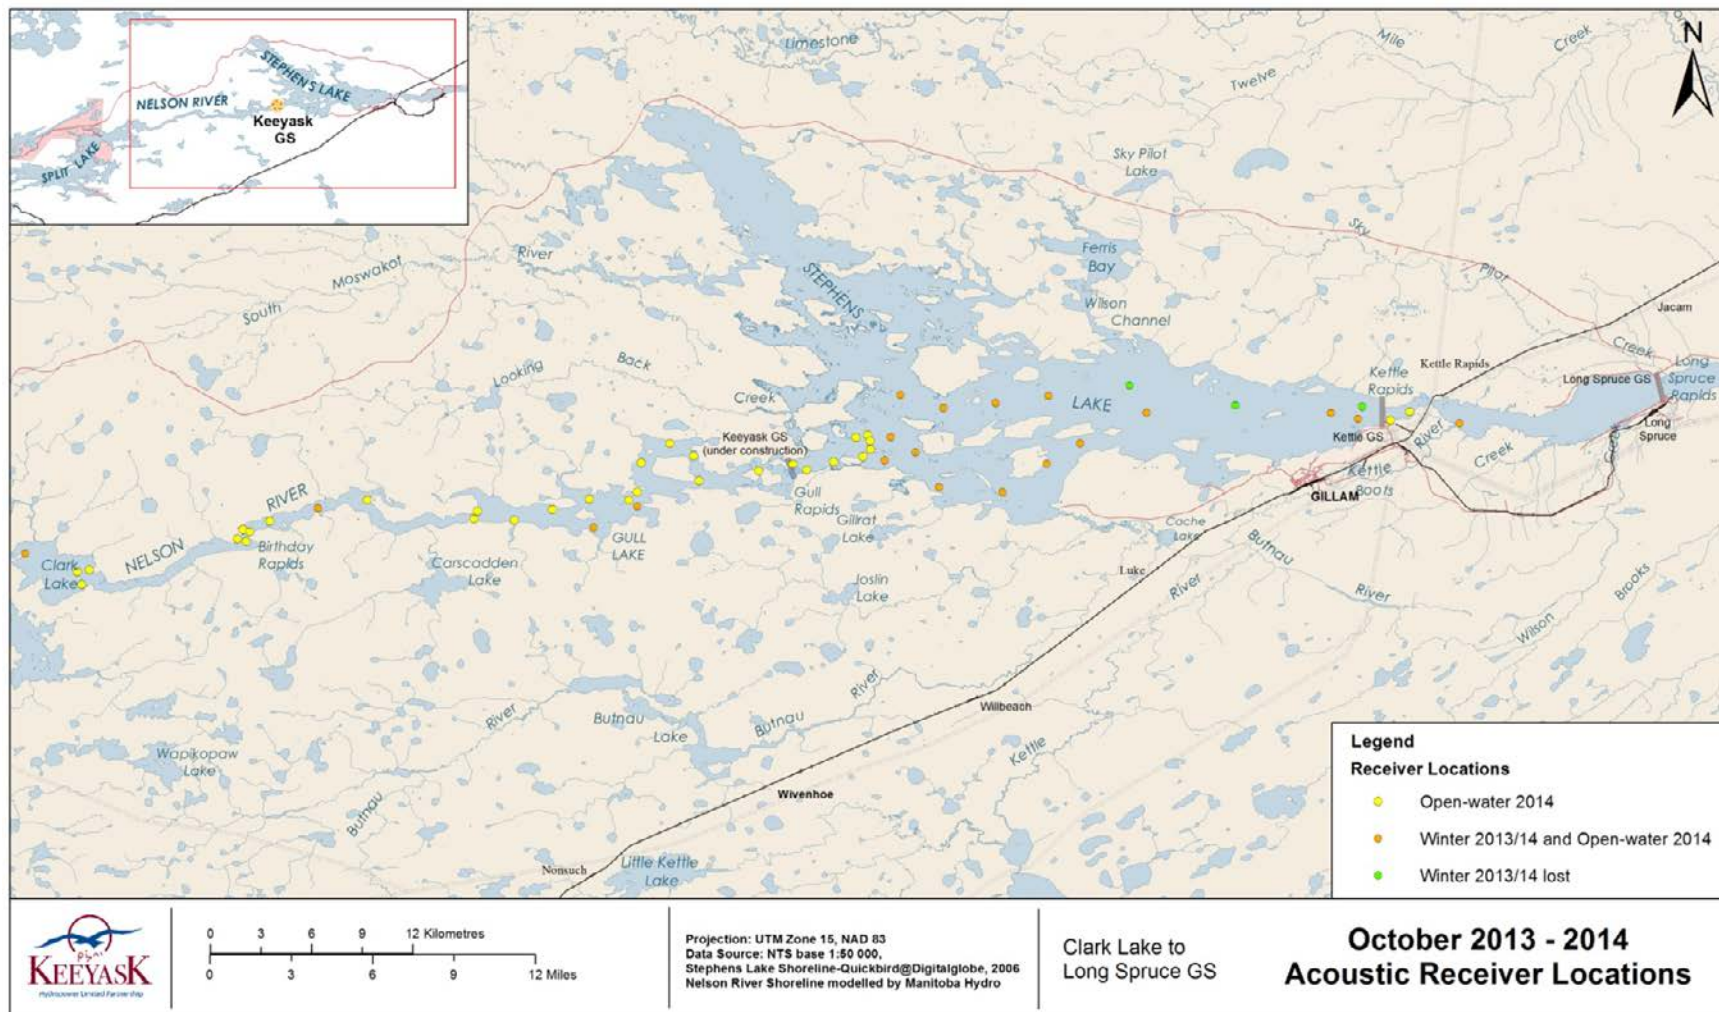 STEPHENS LAKE
NELSON RIVER
Keeyask
GS
SPLIT LAKE
N
Limestone
Twelve
Mile
Creek
Sky Pilot
Lake
Sky
Pilot
Creek
Jacam
Ferris
Bay
Wilson
Channel
STEPHENS
LAKE
South
Moswakot
River
Looking
Back
Creek
Kettle Rapids
Kettle
Rapids
Long Spruce GS
Long
Spruce
Rapids
Long
Spruce
Creek
Kettle GS
River
Creek
Kettle
Boots
GILLAM
Keeyask GS
(under construction)
Gull
Rapids
Gillrat
Lake
GULL
LAKE
Joslin
Lake
Cache
Lake
Luke
Butnau
River
River
Wilson
Brooks
RIVER
NELSON
Birthday
Rapids
Clark
Lake
Carscadden
Lake
River
Butnau
Lake
Butnau
River
Willbeach
Kettle
Wapikopaw
Lake
Butnau
Wivenhoe
Nonsuch
Little Kettle
Lake
Legend
Receiver Locations
Open-water 2014
Winter 2013/14 and Open-water 2014
Winter 2013/14 lost
KEEYASK
Hydropower Limited Partnership
0 3 6 9 12 Kilometres
0 3 6 9 12 Miles
Projection: UTM Zone 15, NAD 83
Data Source: NTS base 1:50 000,
Stephens Lake Shoreline-Quickbird@Digitalglobe, 2006
Nelson River Shoreline modelled by Manitoba Hydro
Clark Lake to
Long Spruce GS
October 2013 - 2014
Acoustic Receiver Locations